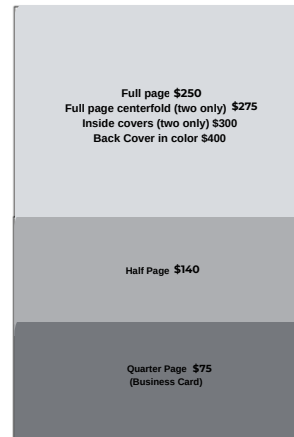 Full page $250
Full page centerfold (two only) $275
Inside covers (two only) $300
Back Cover in color $400
Half Page $140
Quarter Page $75
(Business Card)